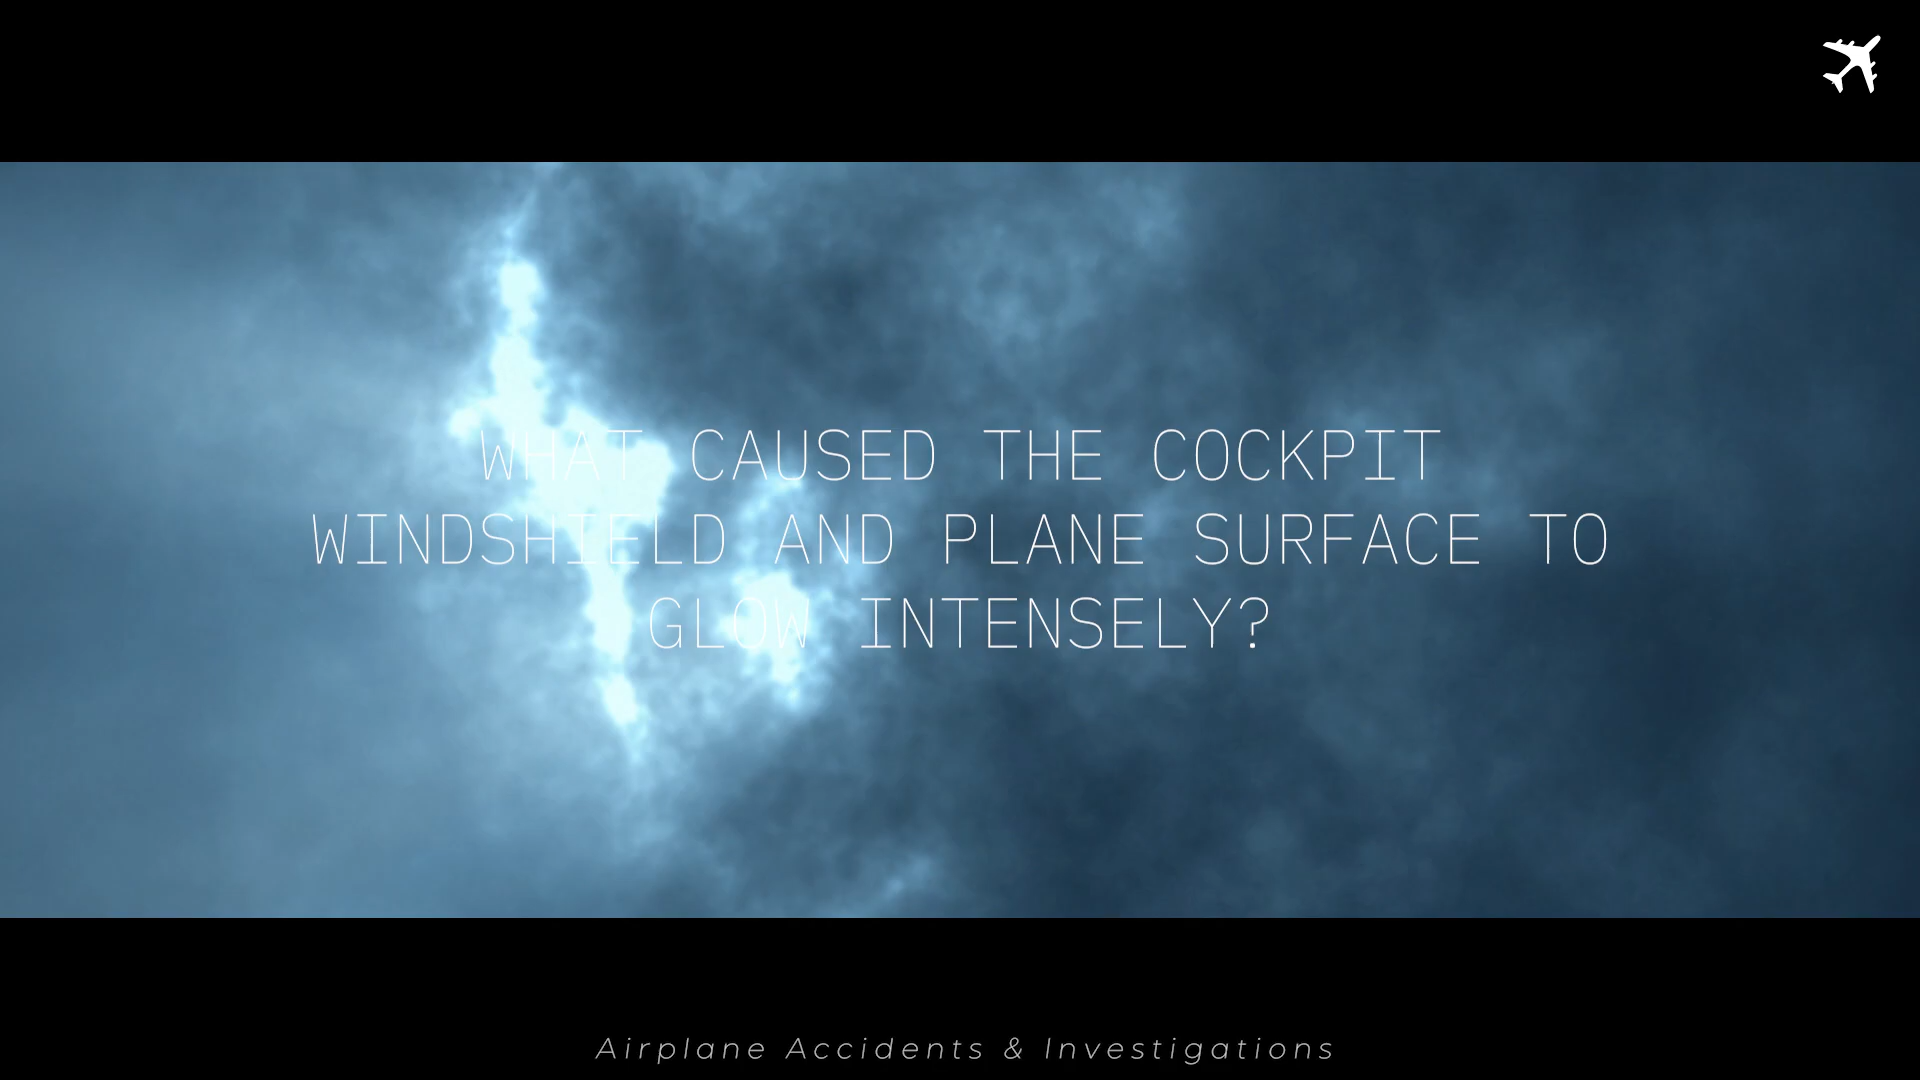 WHAT CAUSED THE COCKPIT
WINDSHIELD AND PLANE SURFACE TO
GLOW INTENSELY?
Airplane Accidents & Investigations